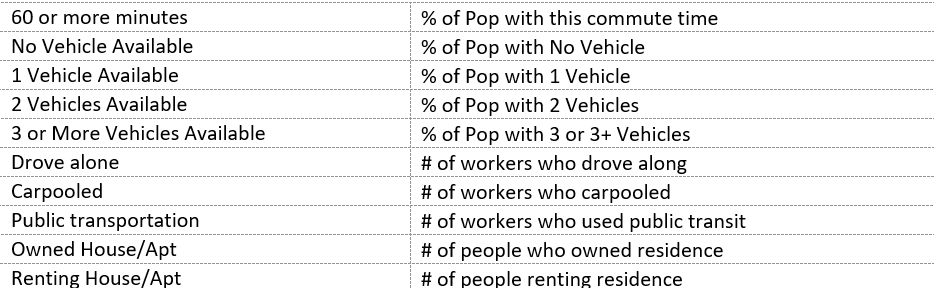 60 or more minutes % of Pop with this commute time
No Vehicle Available % of Pop with No Vehicle
1 Vehicle Available % of Pop with 1 Vehicle
2 Vehicles Available % of Pop with 2 Vehicles
3 or More Vehicles Available % of Pop with 3 or 3+ Vehicles
Drove alone # of workers who drove along
Carpooled # of workers who carpooled
Public transportation # of workers who used public transit
Owned House/Apt # of people who owned residence
Renting House/Apt # of people renting residence